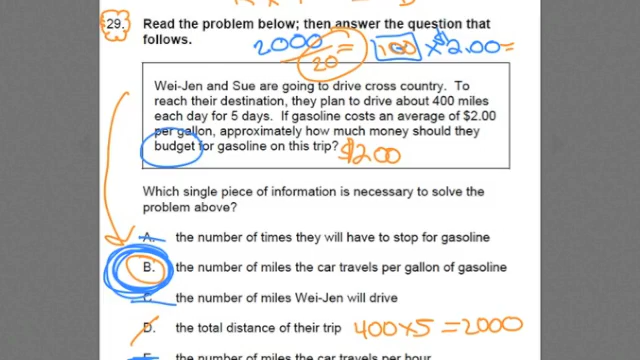 29. Read the problem below; then answer the question that
follows.
2000
20 = 100 x $2.00 =
Wei-Jen and Sue are going to drive cross country. To
reach their destination, they plan to drive about 400 miles
each day for 5 days. If gasoline costs an average of $2.00
per gallon, approximately how much money should they
budget for gasoline on this trip? $200
Which single piece of information is necessary to solve the
problem above?
A. the number of times they will have to stop for gasoline
B. the number of miles the car travels per gallon of gasoline
C. the number of miles Wei-Jen will drive
D. the total distance of their trip 400 x 5 = 2000
E. the number of miles the car travels per hour